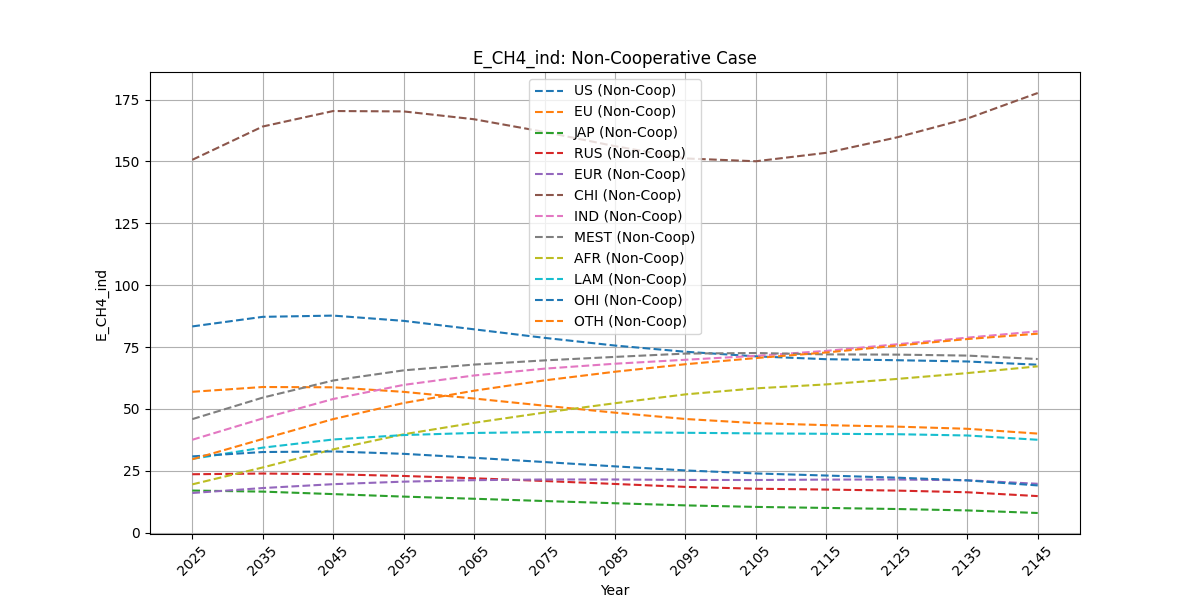 E_CH4_ind: Non-Cooperative Case
US (Non-Coop)
EU (Non-Coop)
JAP (Non-Coop)
RUS (Non-Coop)
EUR (Non-Coop)
CHI (Non-Coop)
IND (Non-Coop)
MEST (Non-Coop)
AFR (Non-Coop)
LAM (Non-Coop)
OHI (Non-Coop)
OTH (Non-Coop)
E_CH4_ind
175
150
125
100
75
50
25
0
2025
2035
2045
2055
2065
2075
2085
2095
2105
2115
2125
2135
2145
Year